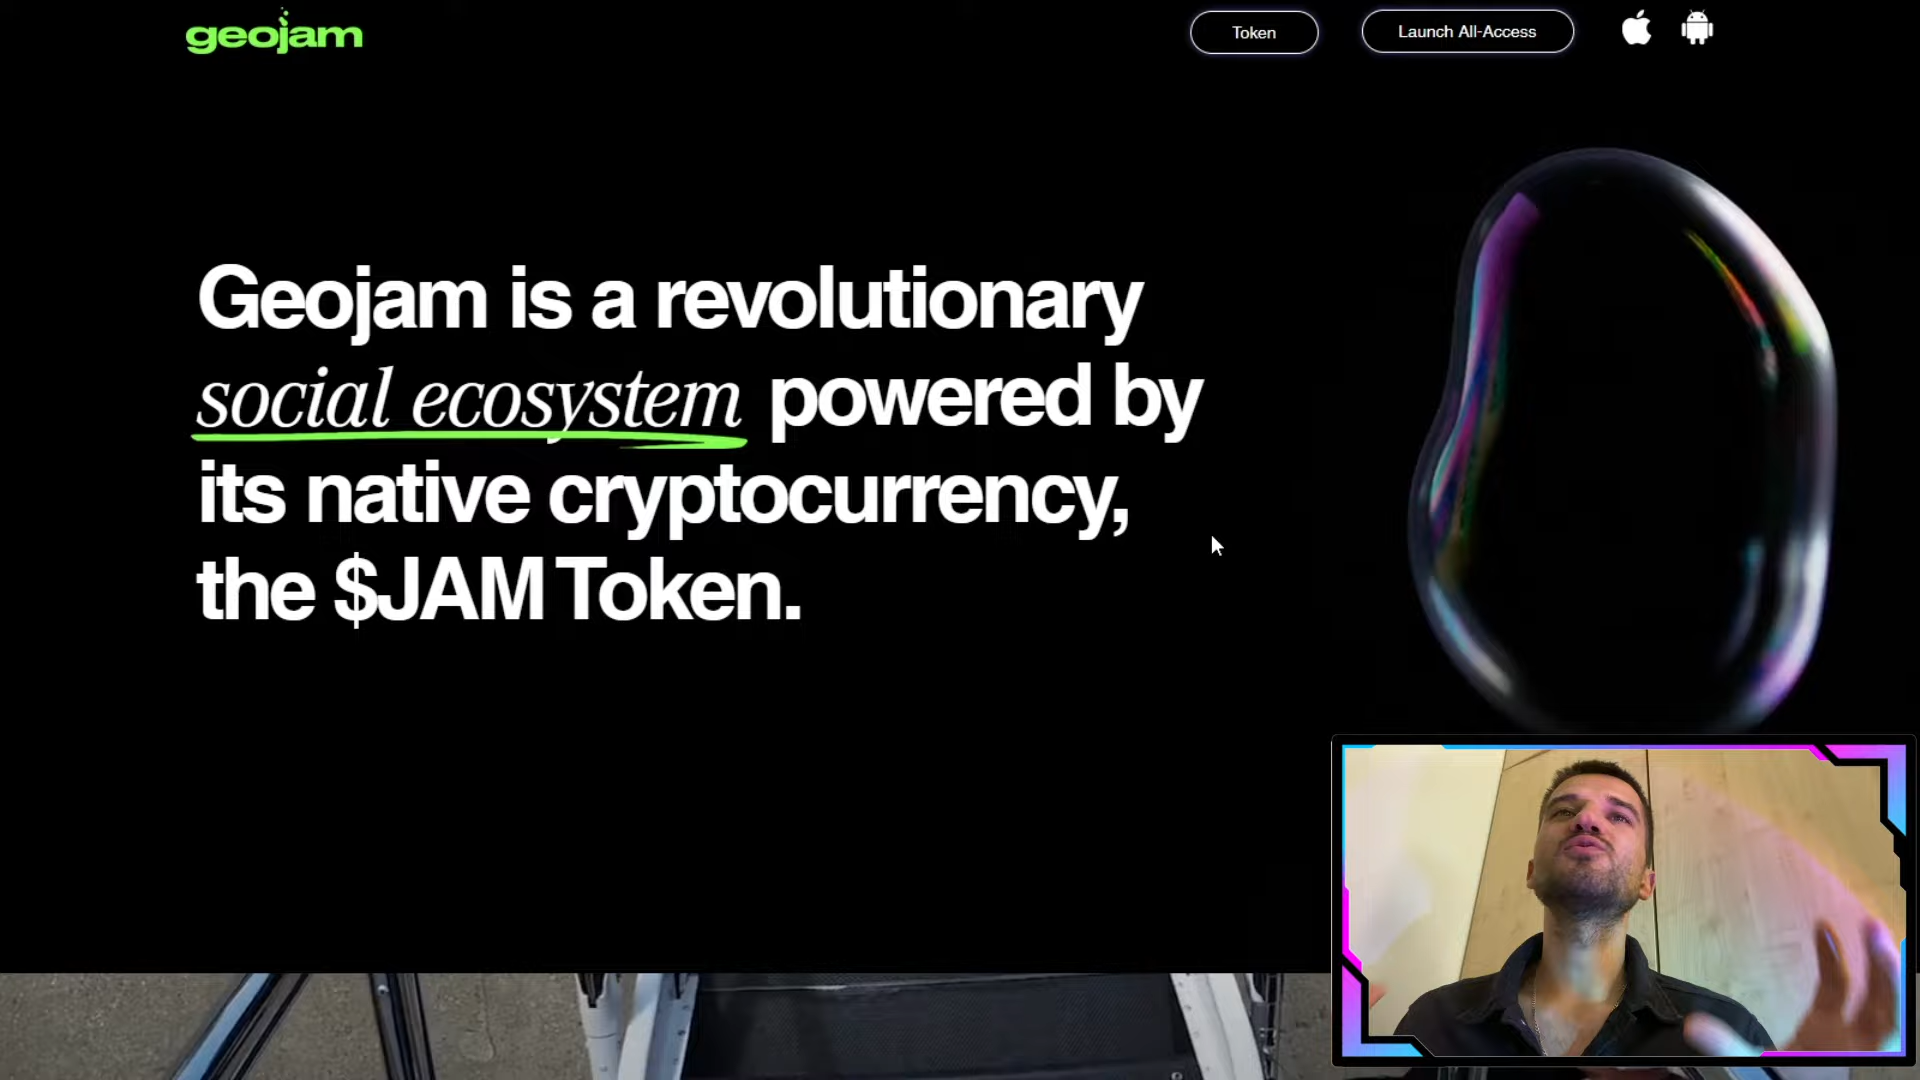 geojam
Token
Launch All-Access
Geojam is a revolutionary
social ecosystem powered by
its native cryptocurrency,
the $JAM Token.